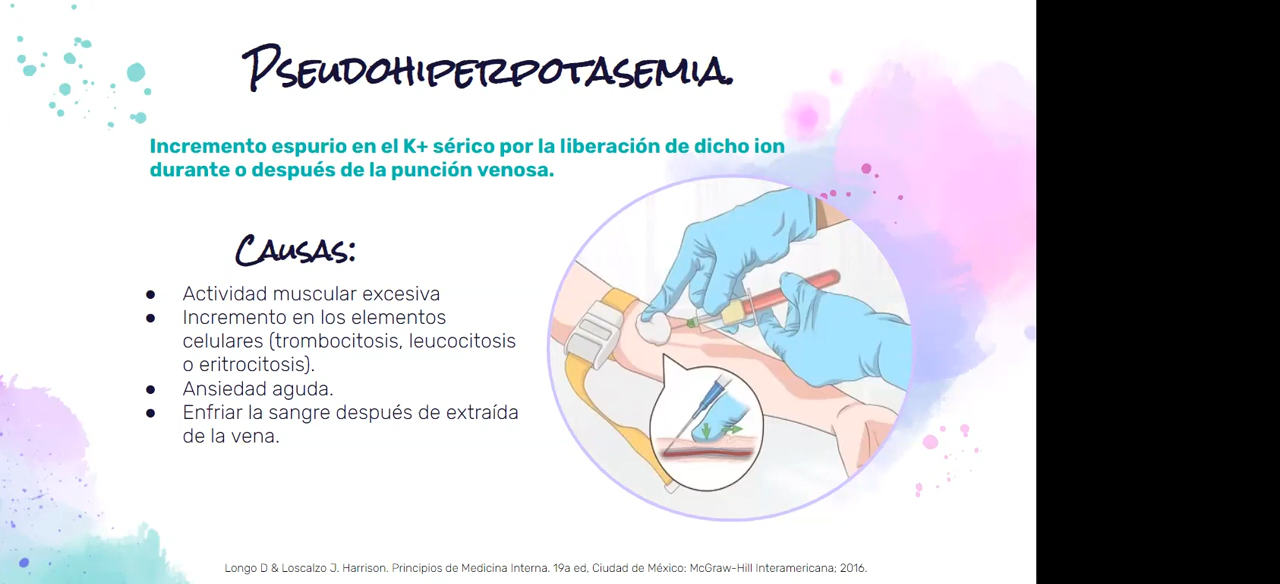 Pseudohiperpotasemia.
Incremento espurio en el K+ sérico por la liberación de dicho ion
durante o después de la punción venosa.
Causas:
● Actividad muscular excesiva
● Incremento en los elementos
celulares (trombocitosis, leucocitosis
o eritrocitosis).
● Ansiedad aguda.
● Enfriar la sangre después de extraída
de la vena.
Longo D & Loscalzo J. Harrison. Principios de Medicina Interna. 19a ed, Ciudad de México: McGraw-Hill Interamericana; 2016.